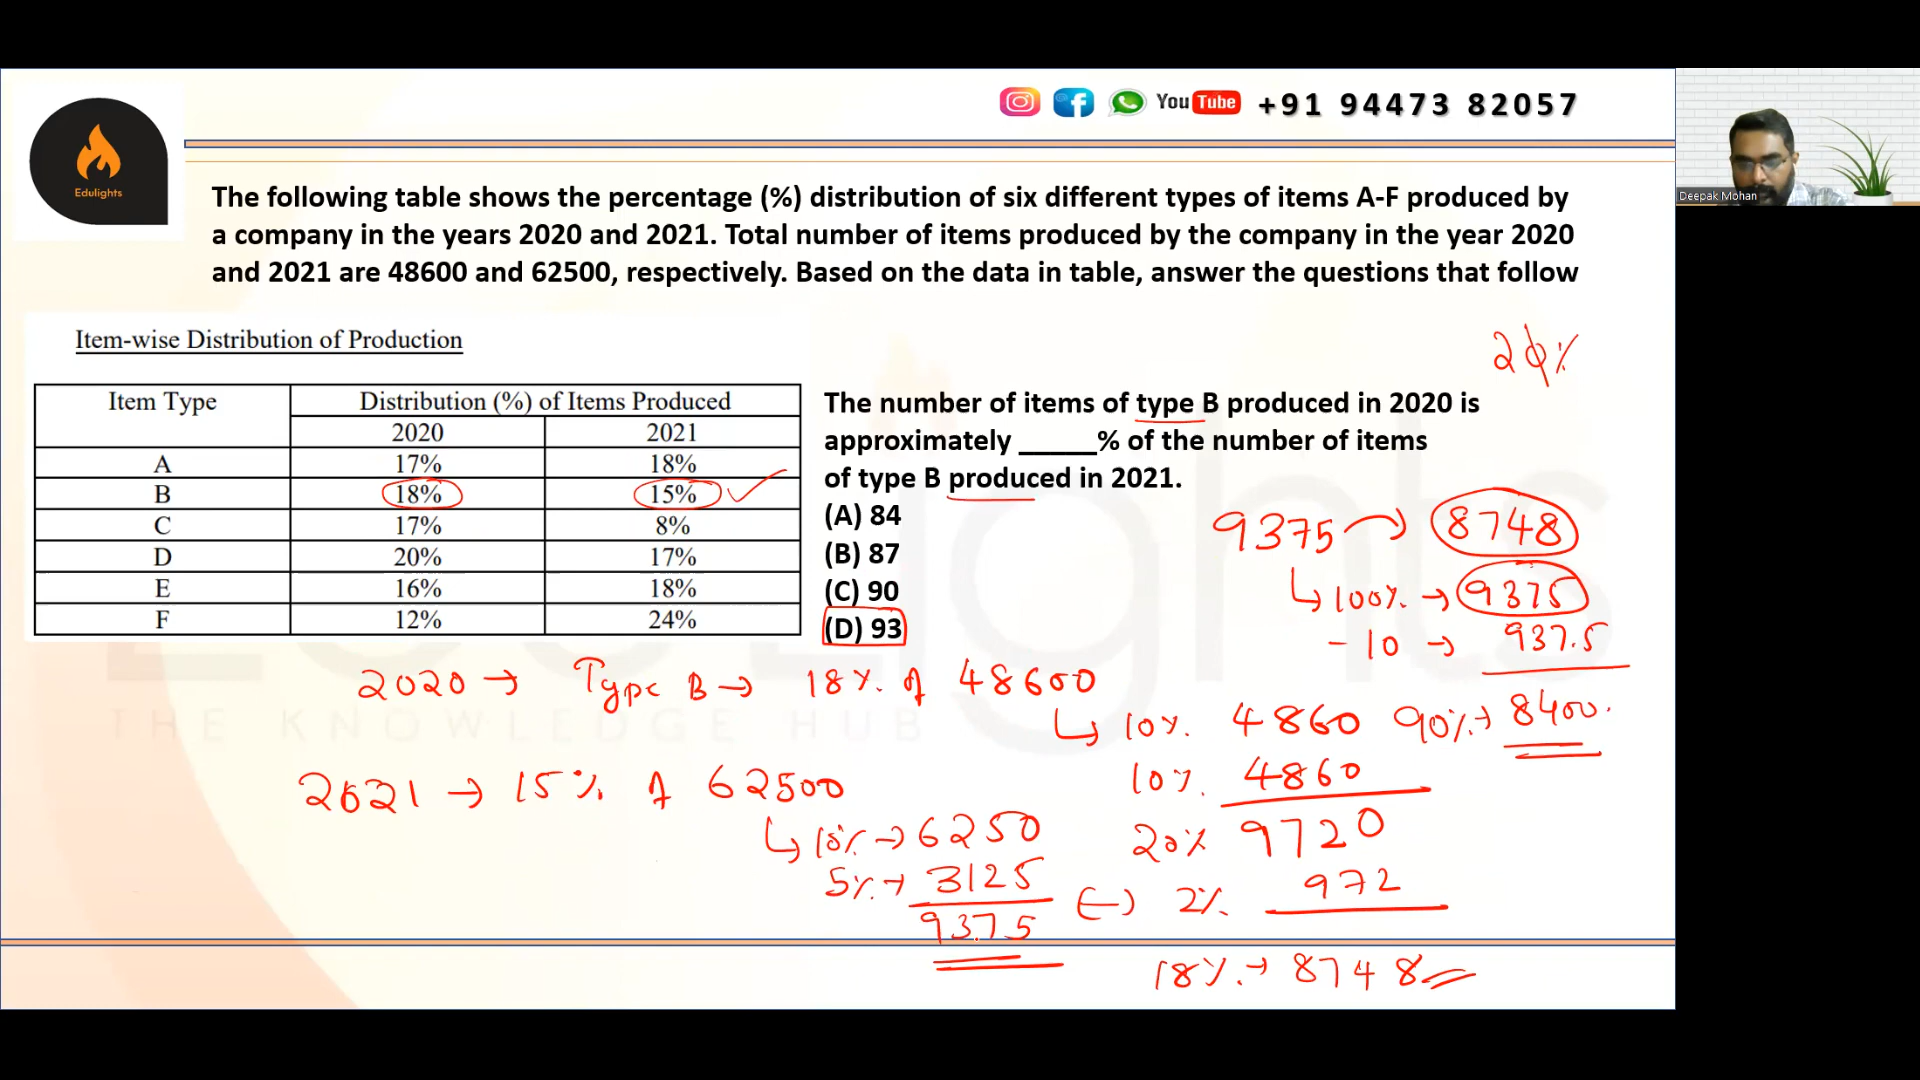 You Tube +91 94473 82057
Edulights
Deepak Mohan
The following table shows the percentage (%) distribution of six different types of items A-F produced by
a company in the years 2020 and 2021. Total number of items produced by the company in the year 2020
and 2021 are 48600 and 62500, respectively. Based on the data in table, answer the questions that follow
Item-wise Distribution of Production
20%
Item Type Distribution (%) of Items Produced
2020 2021
A 17% 18%
B 18% 15%
C 17% 8%
D 20% 17%
E 16% 18%
F 12% 24%
The number of items of type B produced in 2020 is
approximately _____% of the number of items
of type B produced in 2021.
(A) 84
(B) 87
(C) 90
(D) 93
9375 → 8748
↳ 100% → 9375
- 10 → 937.5
90% → 8400.
2020 → Type B → 18% of 48600
↳ 10% 4860
10% 4860
20% 9720
(-) 2% 972
18% → 8748
2021 → 15% of 62500
↳ 10% → 6250
5% → 3125
9375
THE KNOWLEDGE HUB